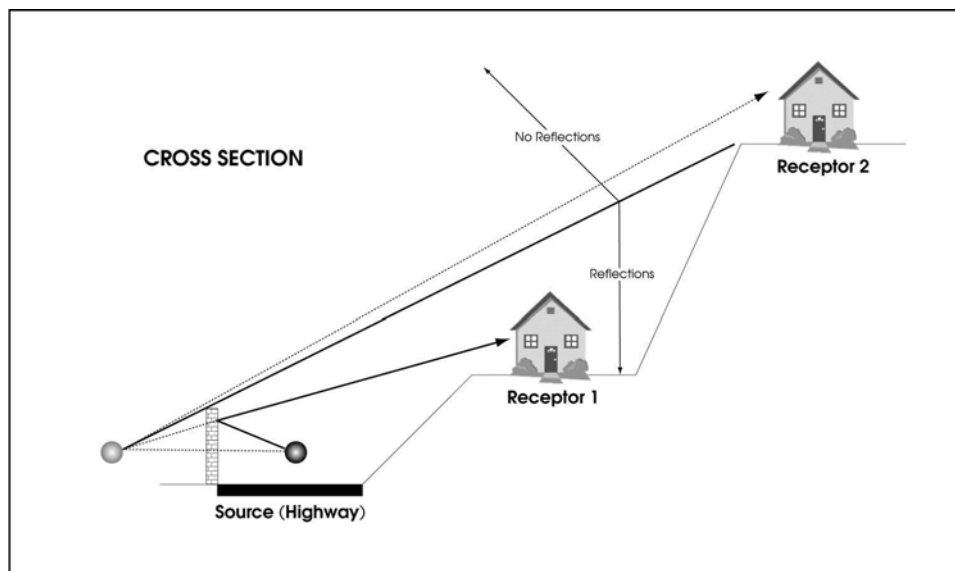 No Reflections
CROSS SECTION
Receptor 2
Reflections
Receptor 1
Source (Highway)